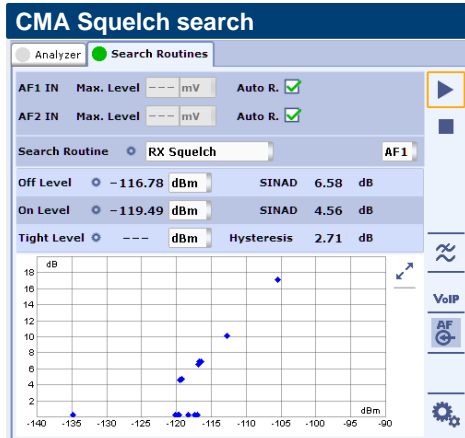 CMA Squelch search
Analyzer Search Routines
AF1 IN Max. Level --- mV Auto R.
AF2 IN Max. Level --- mV Auto R.
Search Routine RX Squelch AF1
Off Level -116.78 dBm SINAD 6.58 dB
On Level -119.49 dBm SINAD 4.56 dB
Tight Level --- dBm Hysteresis 2.71 dB
dB
18
16
14
12
10
8
6
4
2
dBm
-140 -135 -130 -125 -120 -115 -110 -105 -100 -95 -90
VoIP
AF